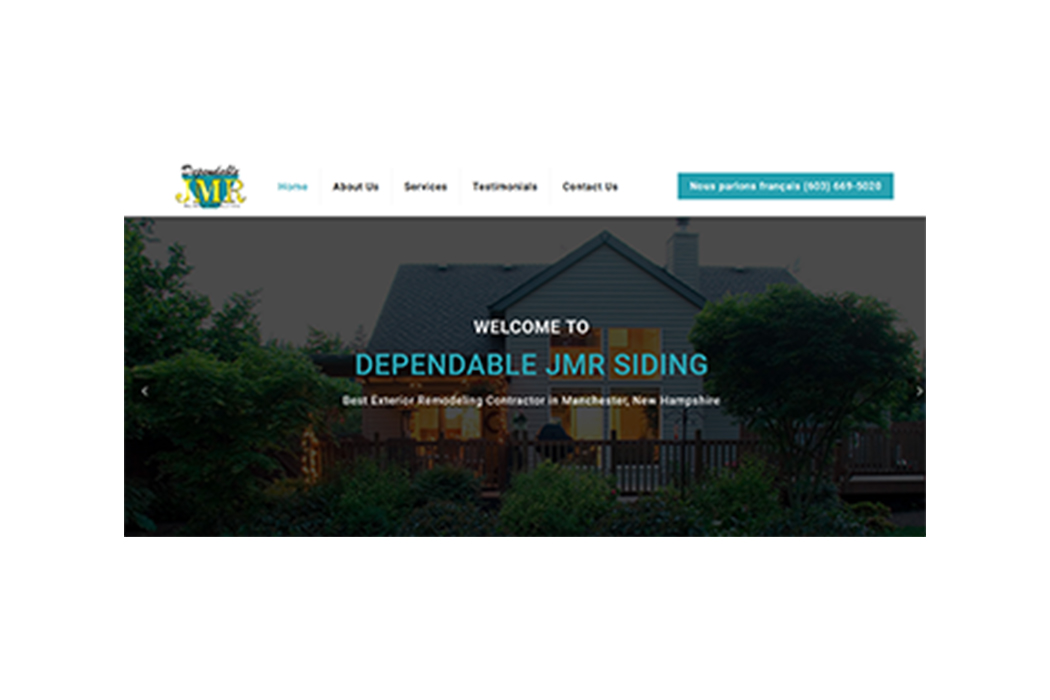 Dependable
JMR
Home
About Us
Services
Testimonials
Contact Us
Nous parlons français (603) 669-5020
WELCOME TO
DEPENDABLE JMR SIDING
Best Exterior Remodeling Contractor in Manchester, New Hampshire